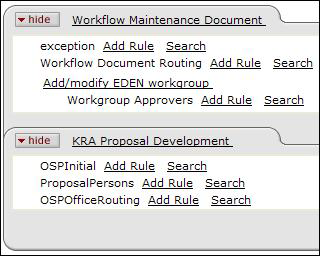 hide Workflow Maintenance Document
exception Add Rule Search
Workflow Document Routing Add Rule Search
Add/modify EDEN workgroup
Workgroup Approvers Add Rule Search
hide KRA Proposal Development
OSPInitial Add Rule Search
ProposalPersons Add Rule Search
OSPOfficeRouting Add Rule Search